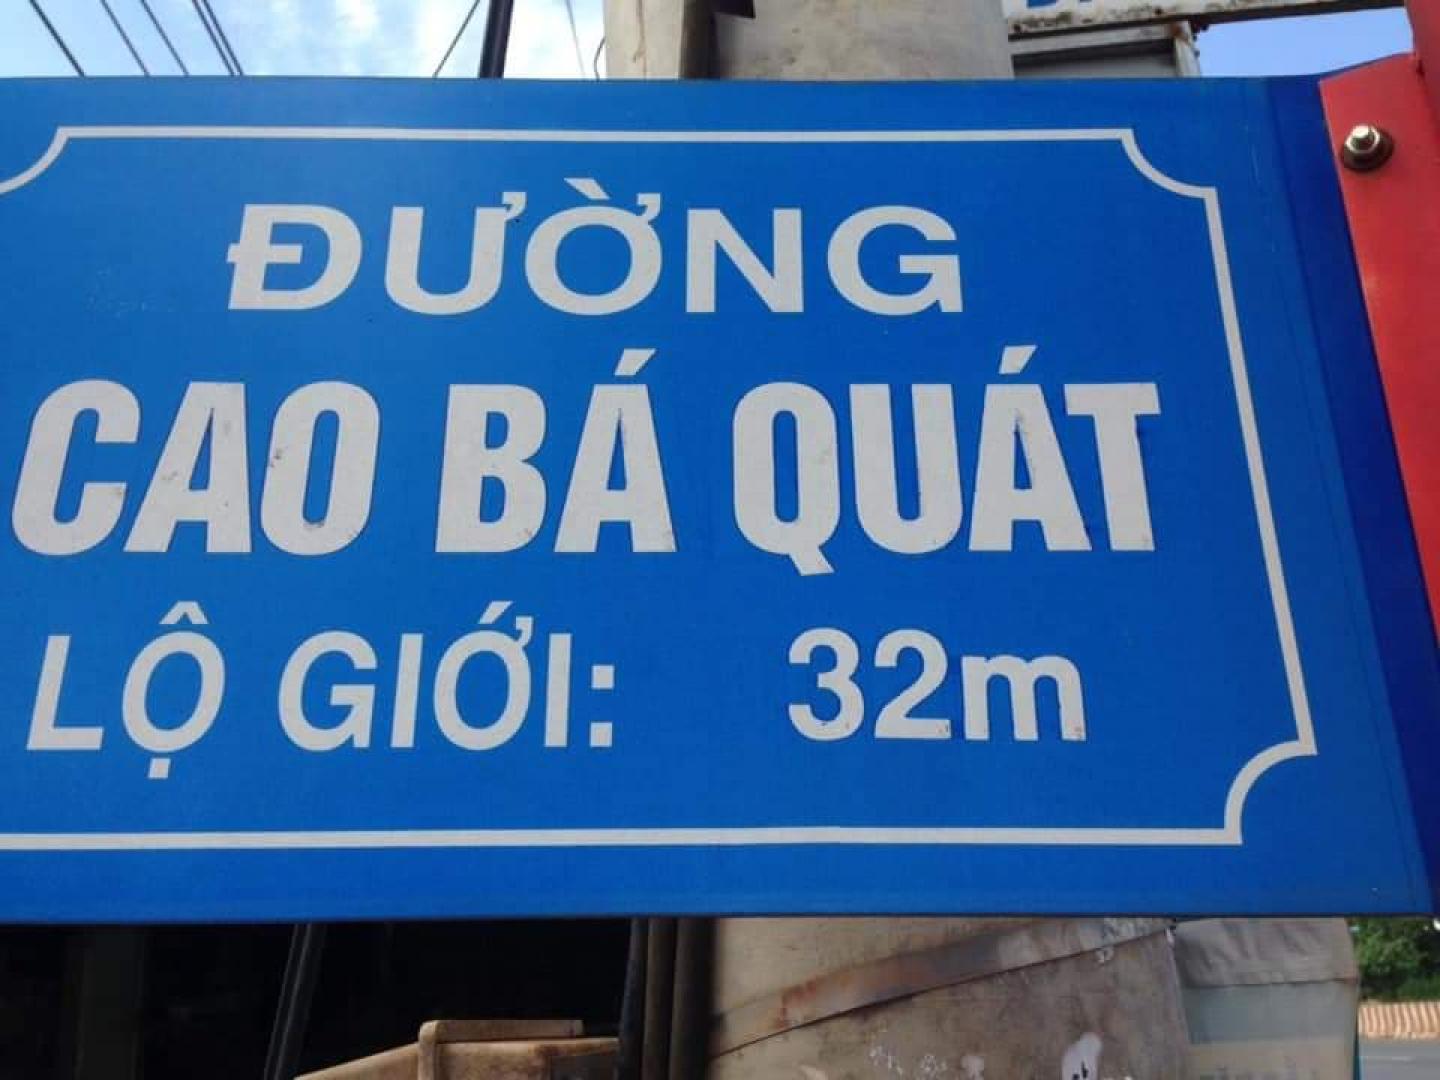 ĐƯỜNG
CAO BÁ QUÁT
LỘ GIỚI: 32m